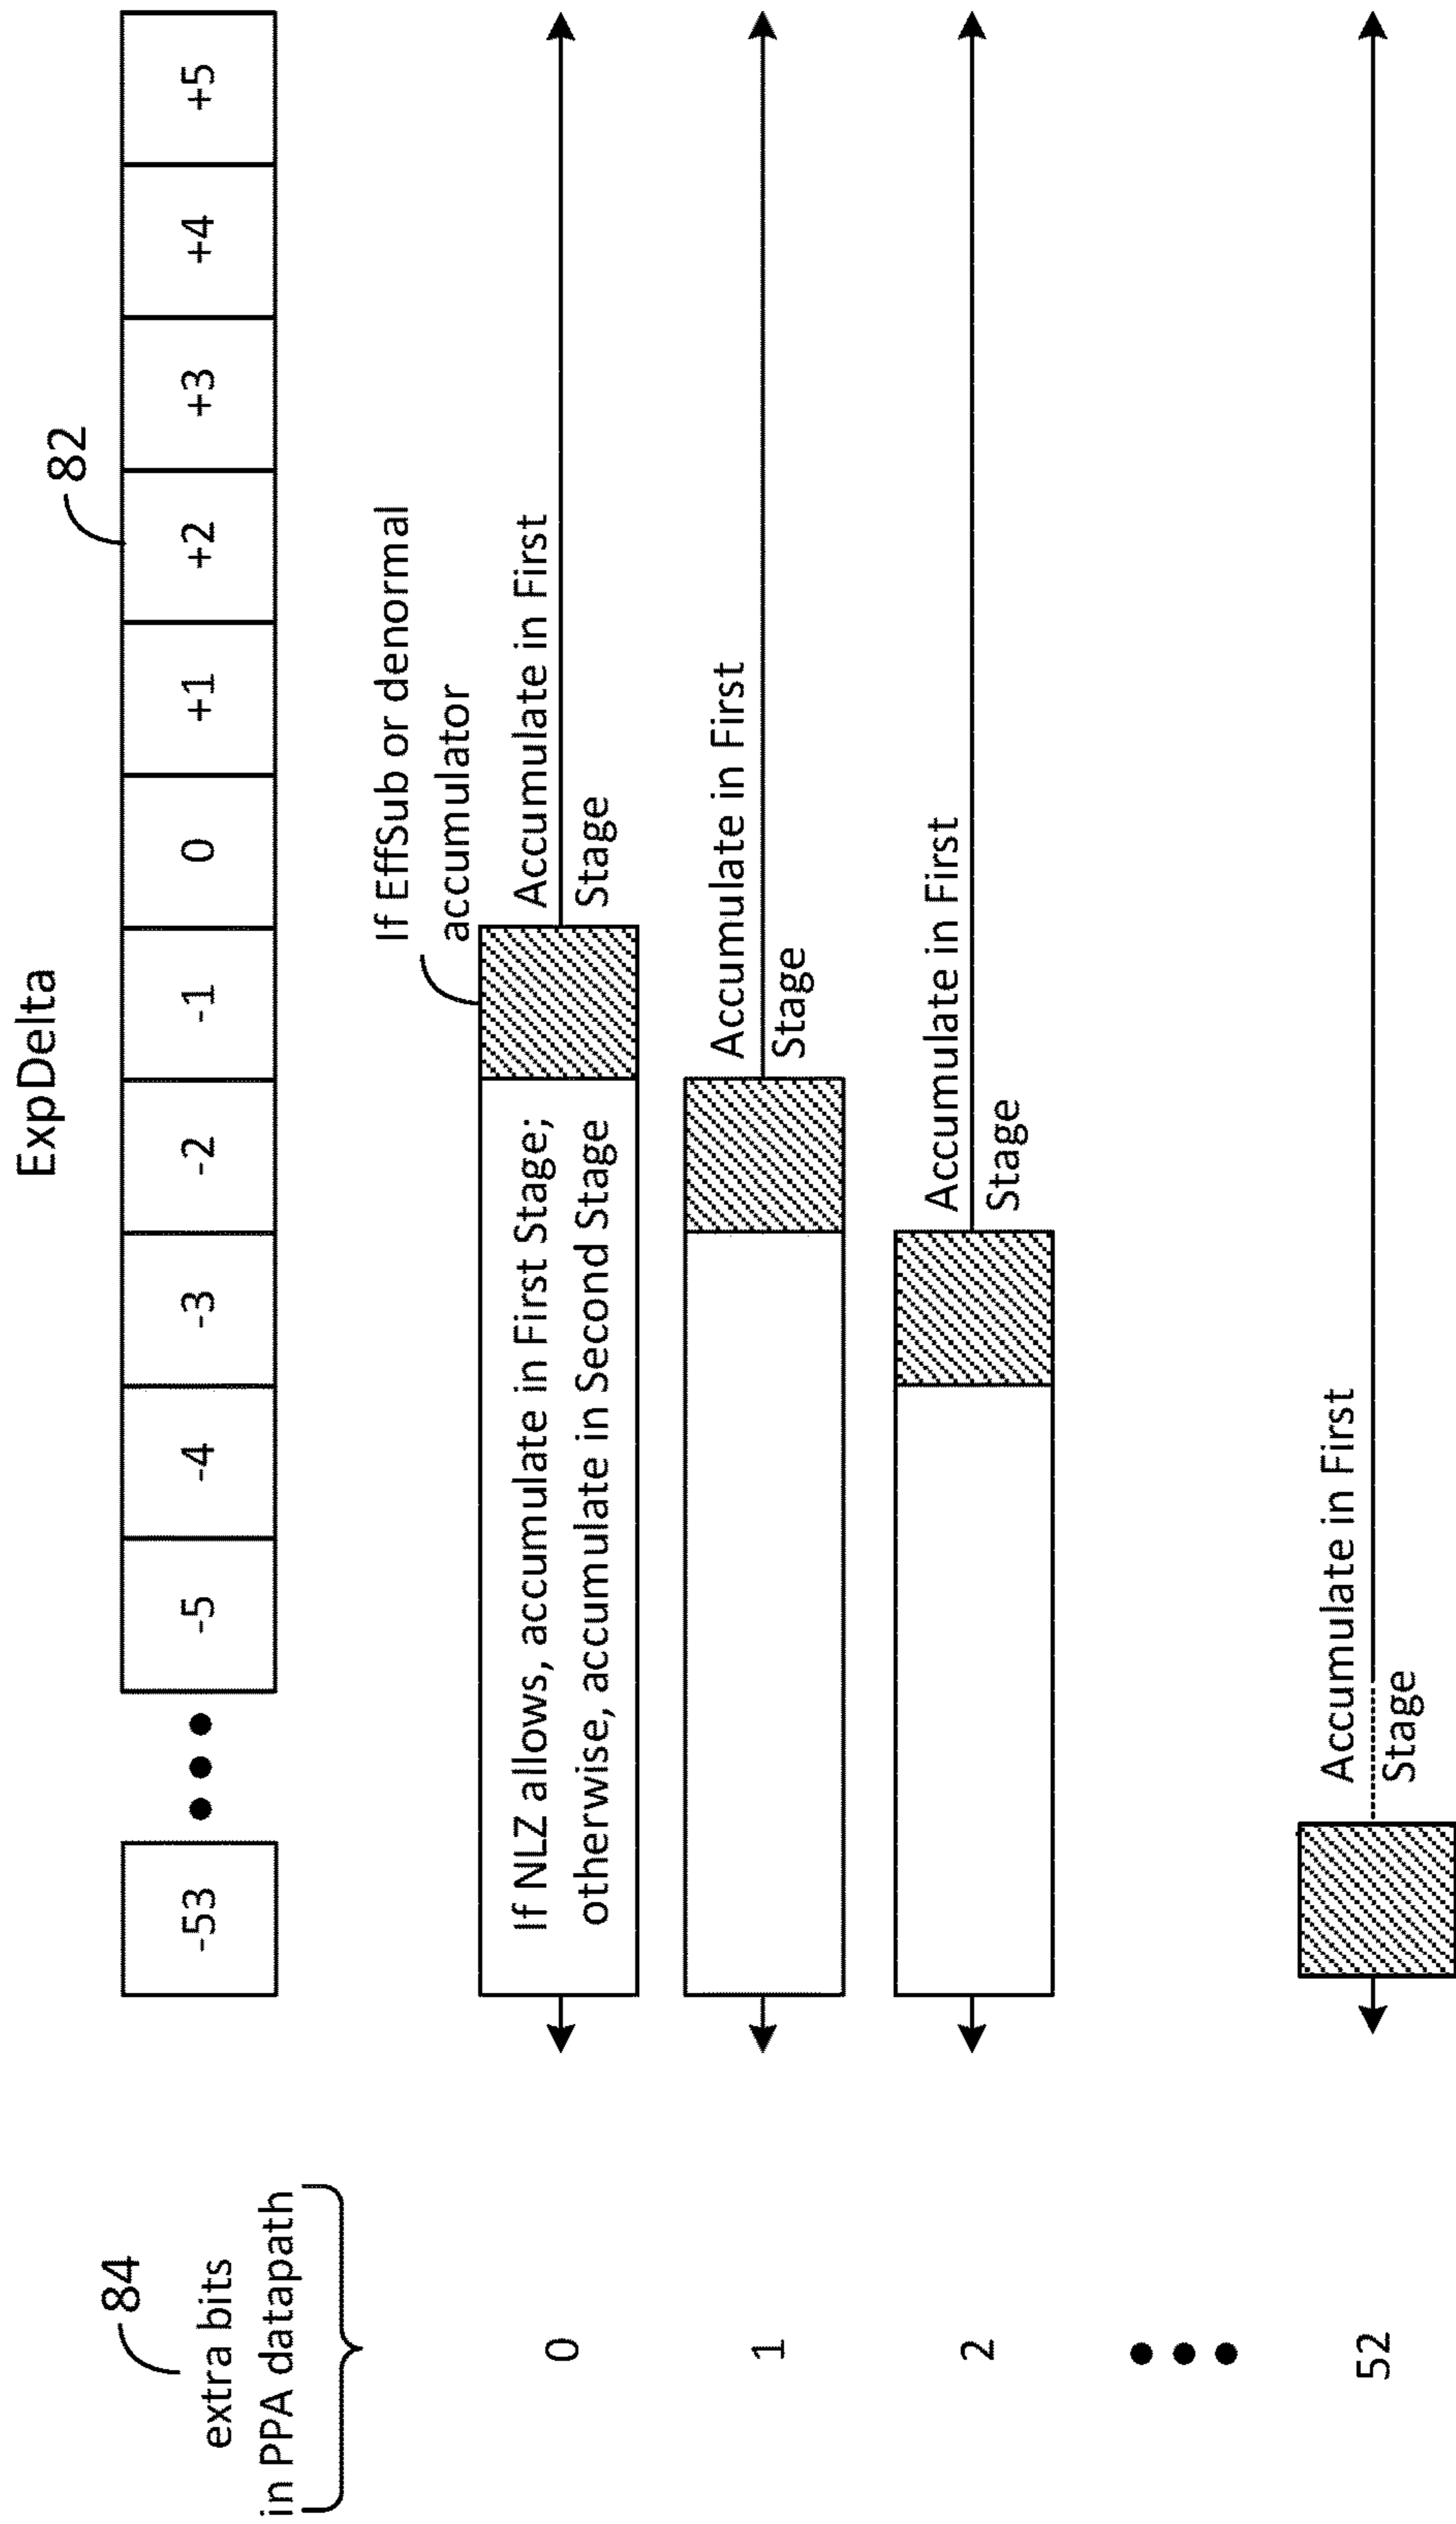 ExpDelta
82
-53 ●●● -5 -4 -3 -2 -1 0 +1 +2 +3 +4 +5
84
extra bits
in PPA datapath
If EffSub or denormal
accumulator
0
If NLZ allows, accumulate in First Stage;
otherwise, accumulate in Second Stage
Accumulate in First
Stage
1
Accumulate in First
Stage
2
Accumulate in First
Stage
●●●
52
Accumulate in First
Stage